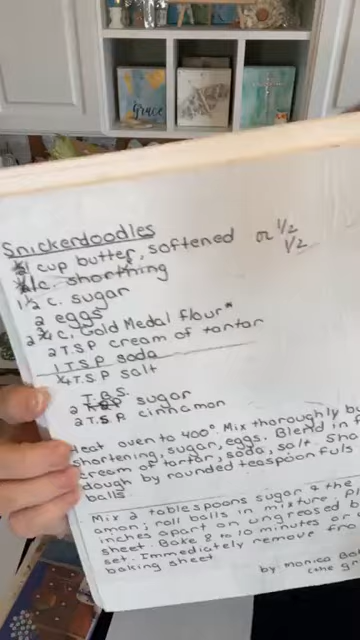 Grace
Snickerdoodles
1 cup butter, softened or 1/2 1/2
c. shorthning
1 1/2 c. sugar
2 eggs
2 3/4 c. Gold Medal flour*
2 T.S.P cream of tartar
1 T.S.P soda
1/4 T.S.P salt
2 T.B.S. sugar
2 T.S.P. cinnamon
Heat oven to 400° Mix thoroughly bu
shortening, sugar, eggs. Blend in f
cream of tartar, soda, salt. Sha
dough by rounded teaspoon fuls
balls.
Mix 2 tablespoons sugar & the
amon; roll balls in mixture. Pl
inches apart on ungreased b
sheet. Bake 8 to 10 minutes or
set. Immediately remove fro
baking sheet
by monica